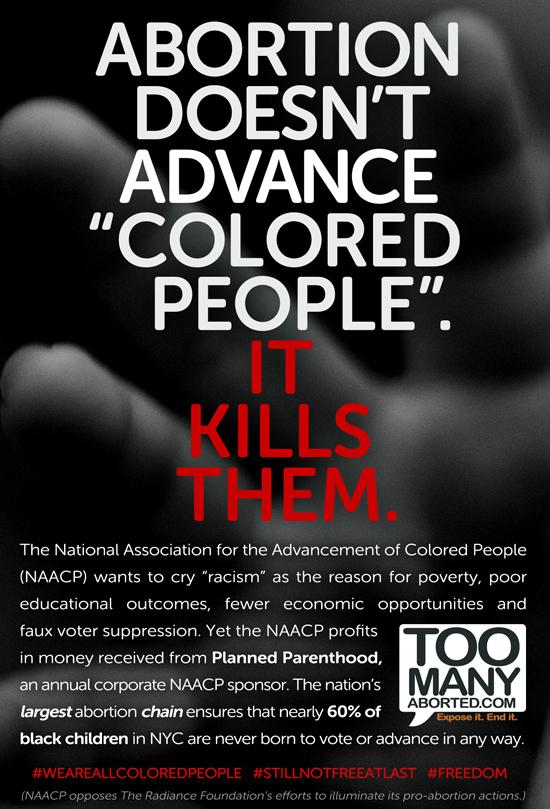 ABORTION
DOESN'T
ADVANCE
"COLORED
PEOPLE".
IT
KILLS
THEM.
The National Association for the Advancement of Colored People
(NAACP) wants to cry "racism" as the reason for poverty, poor
educational outcomes, fewer economic opportunities and
faux voter suppression. Yet the NAACP profits
in money received from Planned Parenthood,
an annual corporate NAACP sponsor. The nation's
largest abortion chain ensures that nearly 60% of
black children in NYC are never born to vote or advance in any way.
TOO
MANY
ABORTED.COM
Expose it. End it.
#WEAREALLCOLOREDPEOPLE #STILLNOTFREEATLAST #FREEDOM
(NAACP opposes The Radiance Foundation's efforts to illuminate its pro-abortion actions.)